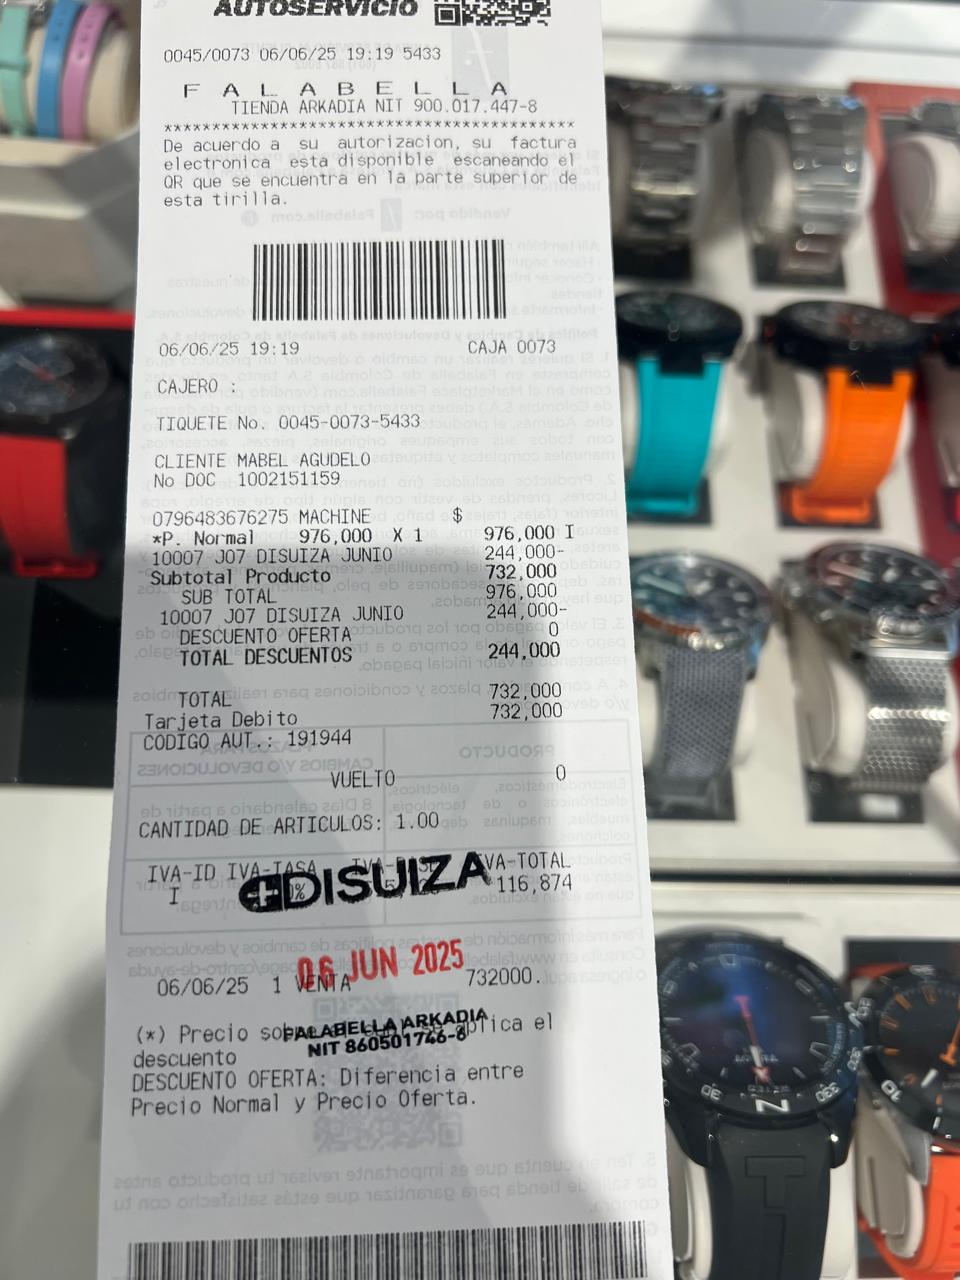 AUTOSERVICIO
0045/0073 06/06/25 19:19 5433
F A L A B E L L A
TIENDA ARKADIA NIT 900.017.447-8
****************************************************
De acuerdo a su autorizacion, su factura
electronica esta disponible escaneando el
QR que se encuentra en la parte superior de
esta tirilla.
06/06/25 19:19 CAJA 0073
CAJERO :
TIQUETE No. 0045-0073-5433
CLIENTE MABEL AGUDELO
No DOC 1002151159
0796483676275 MACHINE $
*P. Normal 976,000 X 1 976,000 I
10007 J07 DISUIZA JUNIO 244,000-
Subtotal Producto 732,000
SUB TOTAL 976,000
10007 J07 DISUIZA JUNIO 244,000-
DESCUENTO OFERTA 0
TOTAL DESCUENTOS 244,000
TOTAL 732,000
Tarjeta Debito 732,000
CODIGO AUT.: 191944
VUELTO 0
CANTIDAD DE ARTICULOS: 1.00
IVA-ID IVA-TASA IVA-TOTAL
I 116,874
DISUIZA
06 JUN 2025
06/06/25 1 VENTA 732000.
(*) Precio aplica el
FALABELLA ARKADIA
NIT 860501746-8
descuento
DESCUENTO OFERTA: Diferencia entre
Precio Normal y Precio Oferta.